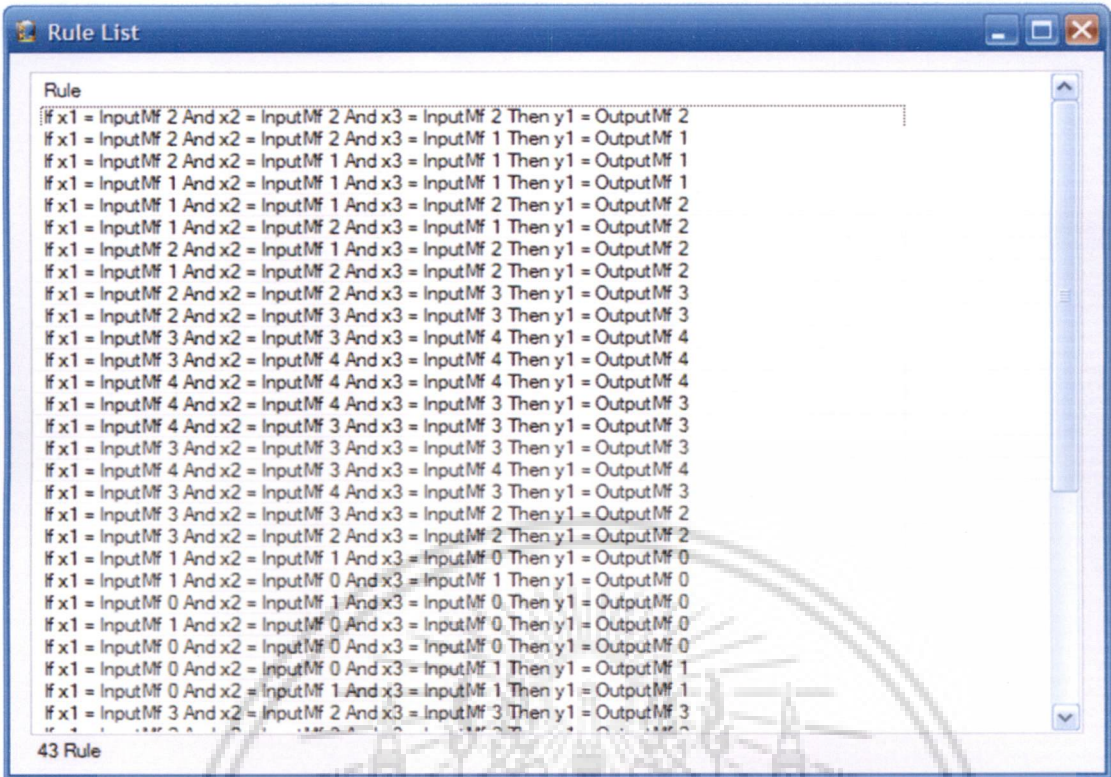 Rule List
Rule
If x1 = InputMf 2 And x2 = InputMf 2 And x3 = InputMf 2 Then y1 = OutputMf 2
If x1 = InputMf 2 And x2 = InputMf 2 And x3 = InputMf 1 Then y1 = OutputMf 1
If x1 = InputMf 2 And x2 = InputMf 1 And x3 = InputMf 1 Then y1 = OutputMf 1
If x1 = InputMf 1 And x2 = InputMf 1 And x3 = InputMf 1 Then y1 = OutputMf 1
If x1 = InputMf 1 And x2 = InputMf 1 And x3 = InputMf 2 Then y1 = OutputMf 2
If x1 = InputMf 1 And x2 = InputMf 2 And x3 = InputMf 1 Then y1 = OutputMf 2
If x1 = InputMf 2 And x2 = InputMf 1 And x3 = InputMf 2 Then y1 = OutputMf 2
If x1 = InputMf 1 And x2 = InputMf 2 And x3 = InputMf 2 Then y1 = OutputMf 2
If x1 = InputMf 2 And x2 = InputMf 2 And x3 = InputMf 3 Then y1 = OutputMf 3
If x1 = InputMf 2 And x2 = InputMf 3 And x3 = InputMf 3 Then y1 = OutputMf 3
If x1 = InputMf 3 And x2 = InputMf 3 And x3 = InputMf 4 Then y1 = OutputMf 4
If x1 = InputMf 3 And x2 = InputMf 4 And x3 = InputMf 4 Then y1 = OutputMf 4
If x1 = InputMf 4 And x2 = InputMf 4 And x3 = InputMf 4 Then y1 = OutputMf 4
If x1 = InputMf 4 And x2 = InputMf 4 And x3 = InputMf 3 Then y1 = OutputMf 3
If x1 = InputMf 4 And x2 = InputMf 3 And x3 = InputMf 3 Then y1 = OutputMf 3
If x1 = InputMf 3 And x2 = InputMf 3 And x3 = InputMf 3 Then y1 = OutputMf 3
If x1 = InputMf 4 And x2 = InputMf 3 And x3 = InputMf 4 Then y1 = OutputMf 4
If x1 = InputMf 3 And x2 = InputMf 4 And x3 = InputMf 3 Then y1 = OutputMf 3
If x1 = InputMf 3 And x2 = InputMf 3 And x3 = InputMf 2 Then y1 = OutputMf 2
If x1 = InputMf 3 And x2 = InputMf 2 And x3 = InputMf 2 Then y1 = OutputMf 2
If x1 = InputMf 1 And x2 = InputMf 1 And x3 = InputMf 0 Then y1 = OutputMf 0
If x1 = InputMf 1 And x2 = InputMf 0 And x3 = InputMf 1 Then y1 = OutputMf 0
If x1 = InputMf 0 And x2 = InputMf 1 And x3 = InputMf 0 Then y1 = OutputMf 0
If x1 = InputMf 1 And x2 = InputMf 0 And x3 = InputMf 0 Then y1 = OutputMf 0
If x1 = InputMf 0 And x2 = InputMf 0 And x3 = InputMf 0 Then y1 = OutputMf 0
If x1 = InputMf 0 And x2 = InputMf 0 And x3 = InputMf 1 Then y1 = OutputMf 1
If x1 = InputMf 0 And x2 = InputMf 1 And x3 = InputMf 1 Then y1 = OutputMf 1
If x1 = InputMf 3 And x2 = InputMf 2 And x3 = InputMf 3 Then y1 = OutputMf 3
43 Rule